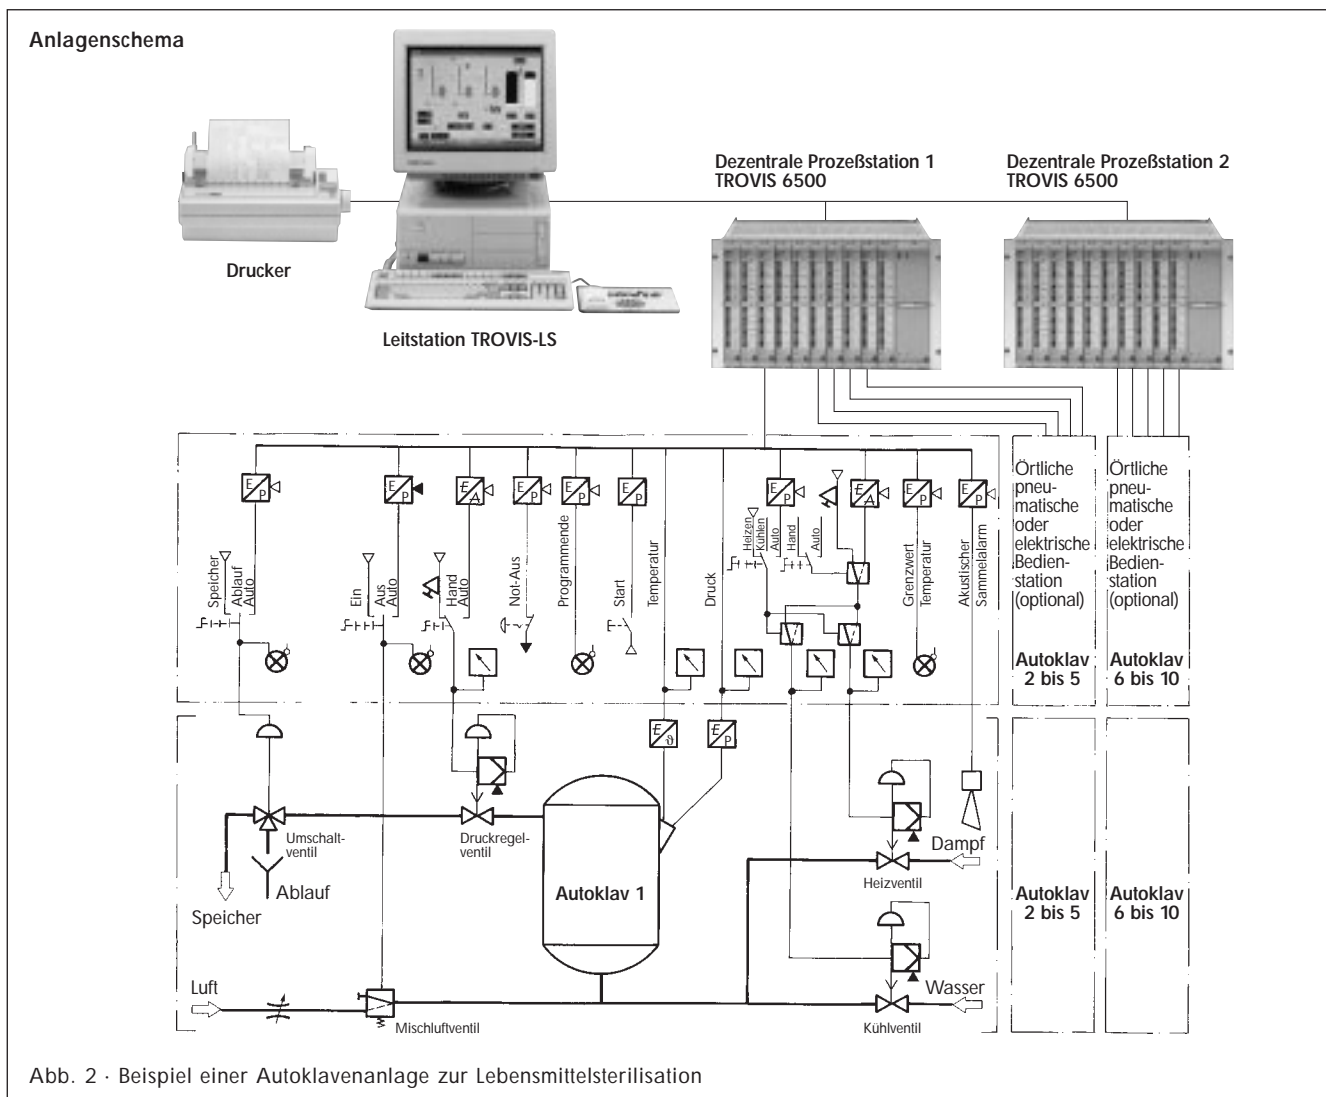 Anlagenschema
Dezentrale Prozeßstation 1
TROVIS 6500
Dezentrale Prozeßstation 2
TROVIS 6500
Drucker
Leitstation TROVIS-LS
E
P
E
P
E
A
E
P
E
P
E
P
E
P
E
A
E
P
E
P
Speicher
Ablauf
Auto
Ein
Aus
Auto
Hand
Auto
Not-Aus
Programmende
Start
Temperatur
Druck
Heizen
Kühlen
Auto
Hand
Auto
Grenzwert
Temperatur
Akustischer
Sammelalarm
Örtliche
pneu-
matische
oder
elektrische
Bedien-
station
(optional)
Autoklav
2 bis 5
Örtliche
pneu-
matische
oder
elektrische
Bedien-
station
(optional)
Autoklav
6 bis 10
E
ϑ
E
P
Umschalt-
ventil
Druckregel-
ventil
Ablauf
Speicher
Autoklav 1
Dampf
Heizventil
Autoklav
2 bis 5
Autoklav
6 bis 10
Luft
Mischluftventil
Wasser
Kühlventil
Abb. 2 · Beispiel einer Autoklavenanlage zur Lebensmittelsterilisation